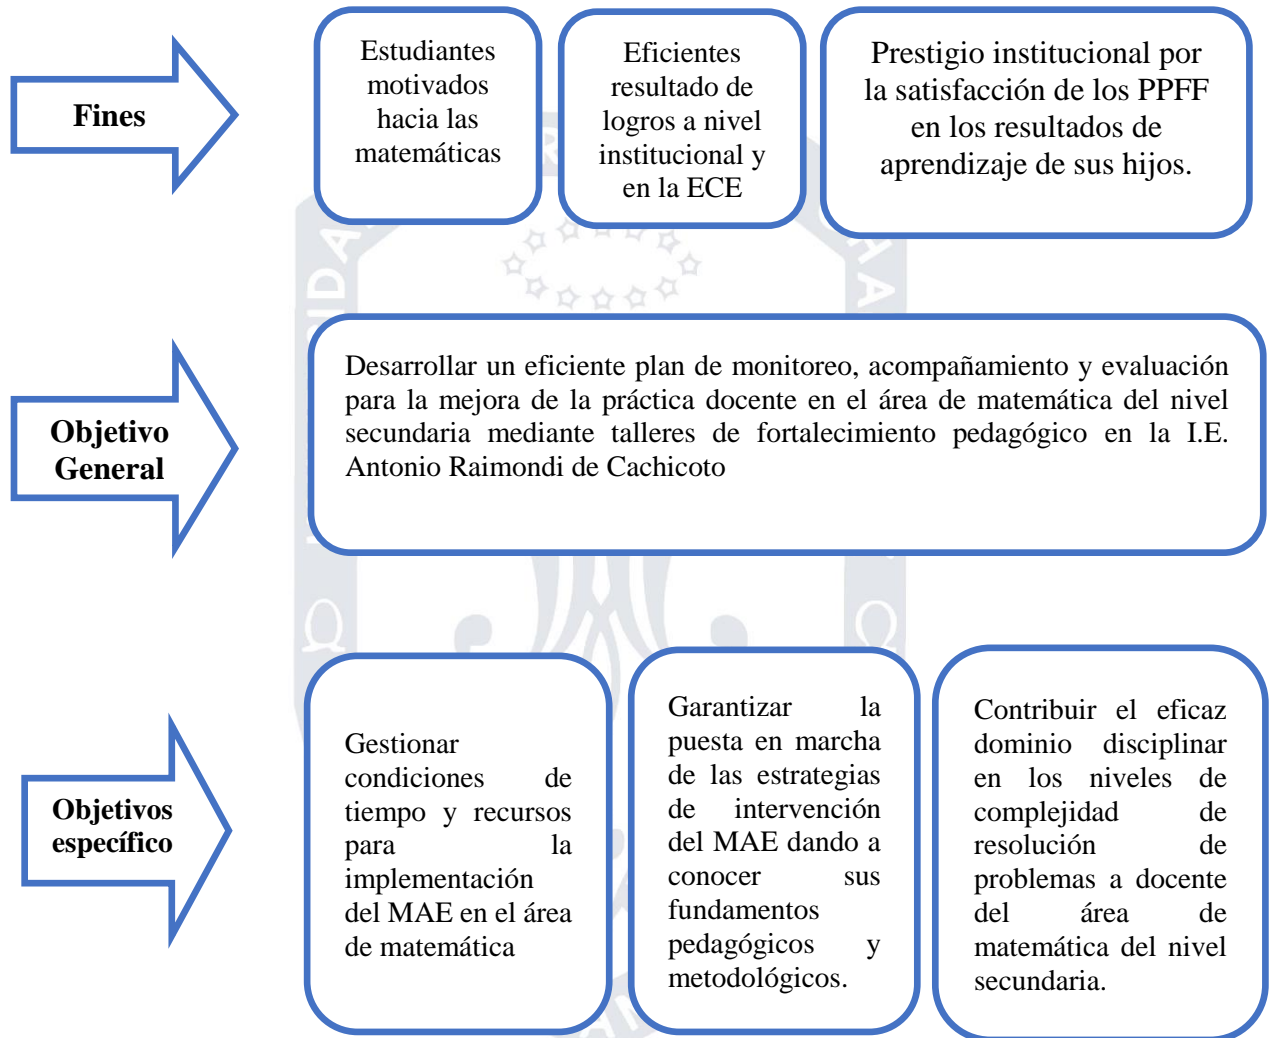 Fines
Estudiantes
motivados
hacia las
matemáticas
Eficientes
resultado de
logros a nivel
institucional y
en la ECE
Prestigio institucional por
la satisfacción de los PPFF
en los resultados de
aprendizaje de sus hijos.
Objetivo
General
Desarrollar un eficiente plan de monitoreo, acompañamiento y evaluación
para la mejora de la práctica docente en el área de matemática del nivel
secundaria mediante talleres de fortalecimiento pedagógico en la I.E.
Antonio Raimondi de Cachicoto
Objetivos
específico
Gestionar
condiciones de
tiempo y recursos
para la
implementación
del MAE en el área
de matemática
Garantizar la
puesta en marcha
de las estrategias
de intervención
del MAE dando a
conocer sus
fundamentos
pedagógicos y
metodológicos.
Contribuir el eficaz
dominio disciplinar
en los niveles de
complejidad de
resolución de
problemas a docente
del área de
matemática del nivel
secundaria.